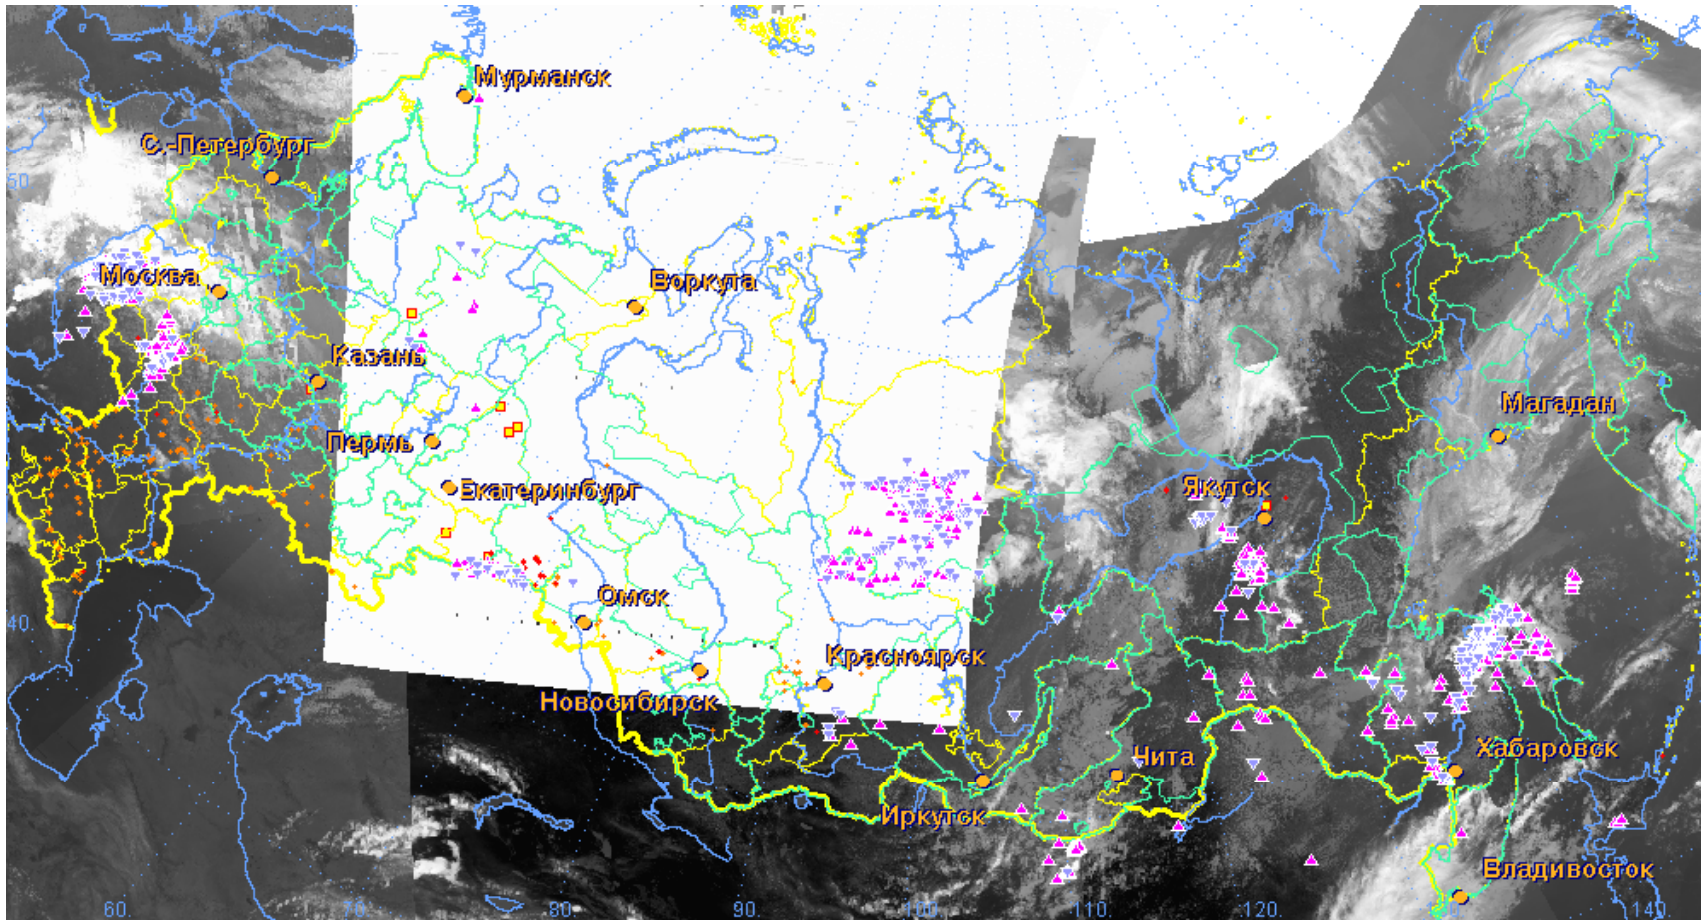 Мурманск
С.-Петербург
50
Москва
Воркута
Казань
Магадан
Пермь
Екатеринбург
Якутск
Омск
40.
Красноярск
Новосибирск
Чита
Хабаровск
Иркутск
Владивосток
60.
70.
80.
90.
100.
110.
120.
130.
140.